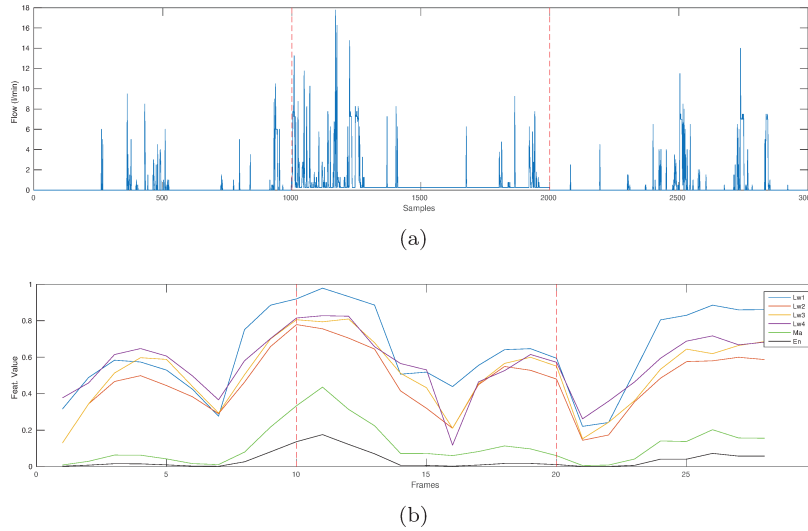 18
16
14
12
10
8
6
4
2
0
Flow (l/min)
0 500 1000 1500 2000 2500 300
Samples
(a)
1
0.8
0.6
0.4
0.2
0
Feat. Value
Lw1
Lw2
Lw3
Lw4
Ma
En
5 10 15 20 25
Frames
(b)